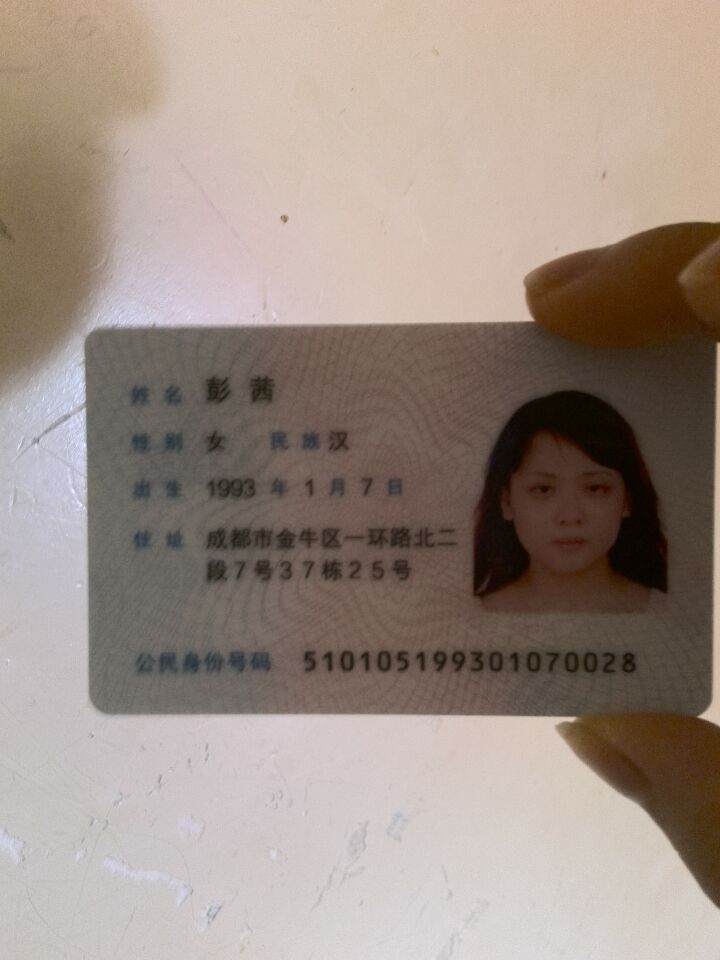 姓名 彭茜
性别 女 民族 汉
出生 1993 年 1 月 7 日
住址 成都市金牛区一环路北二
段7号37栋25号
公民身份号码 510105199301070028